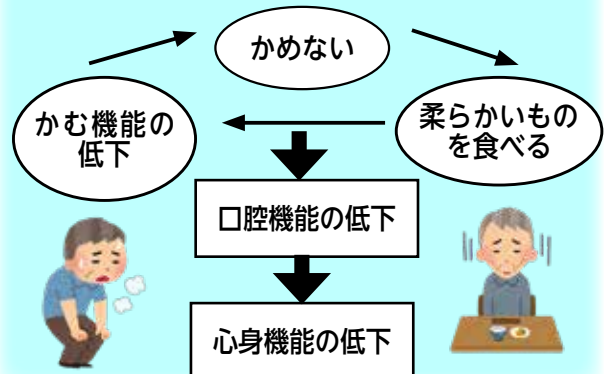 かめない
かむ機能の
低下
柔らかいもの
を食べる
口腔機能の低下
心身機能の低下